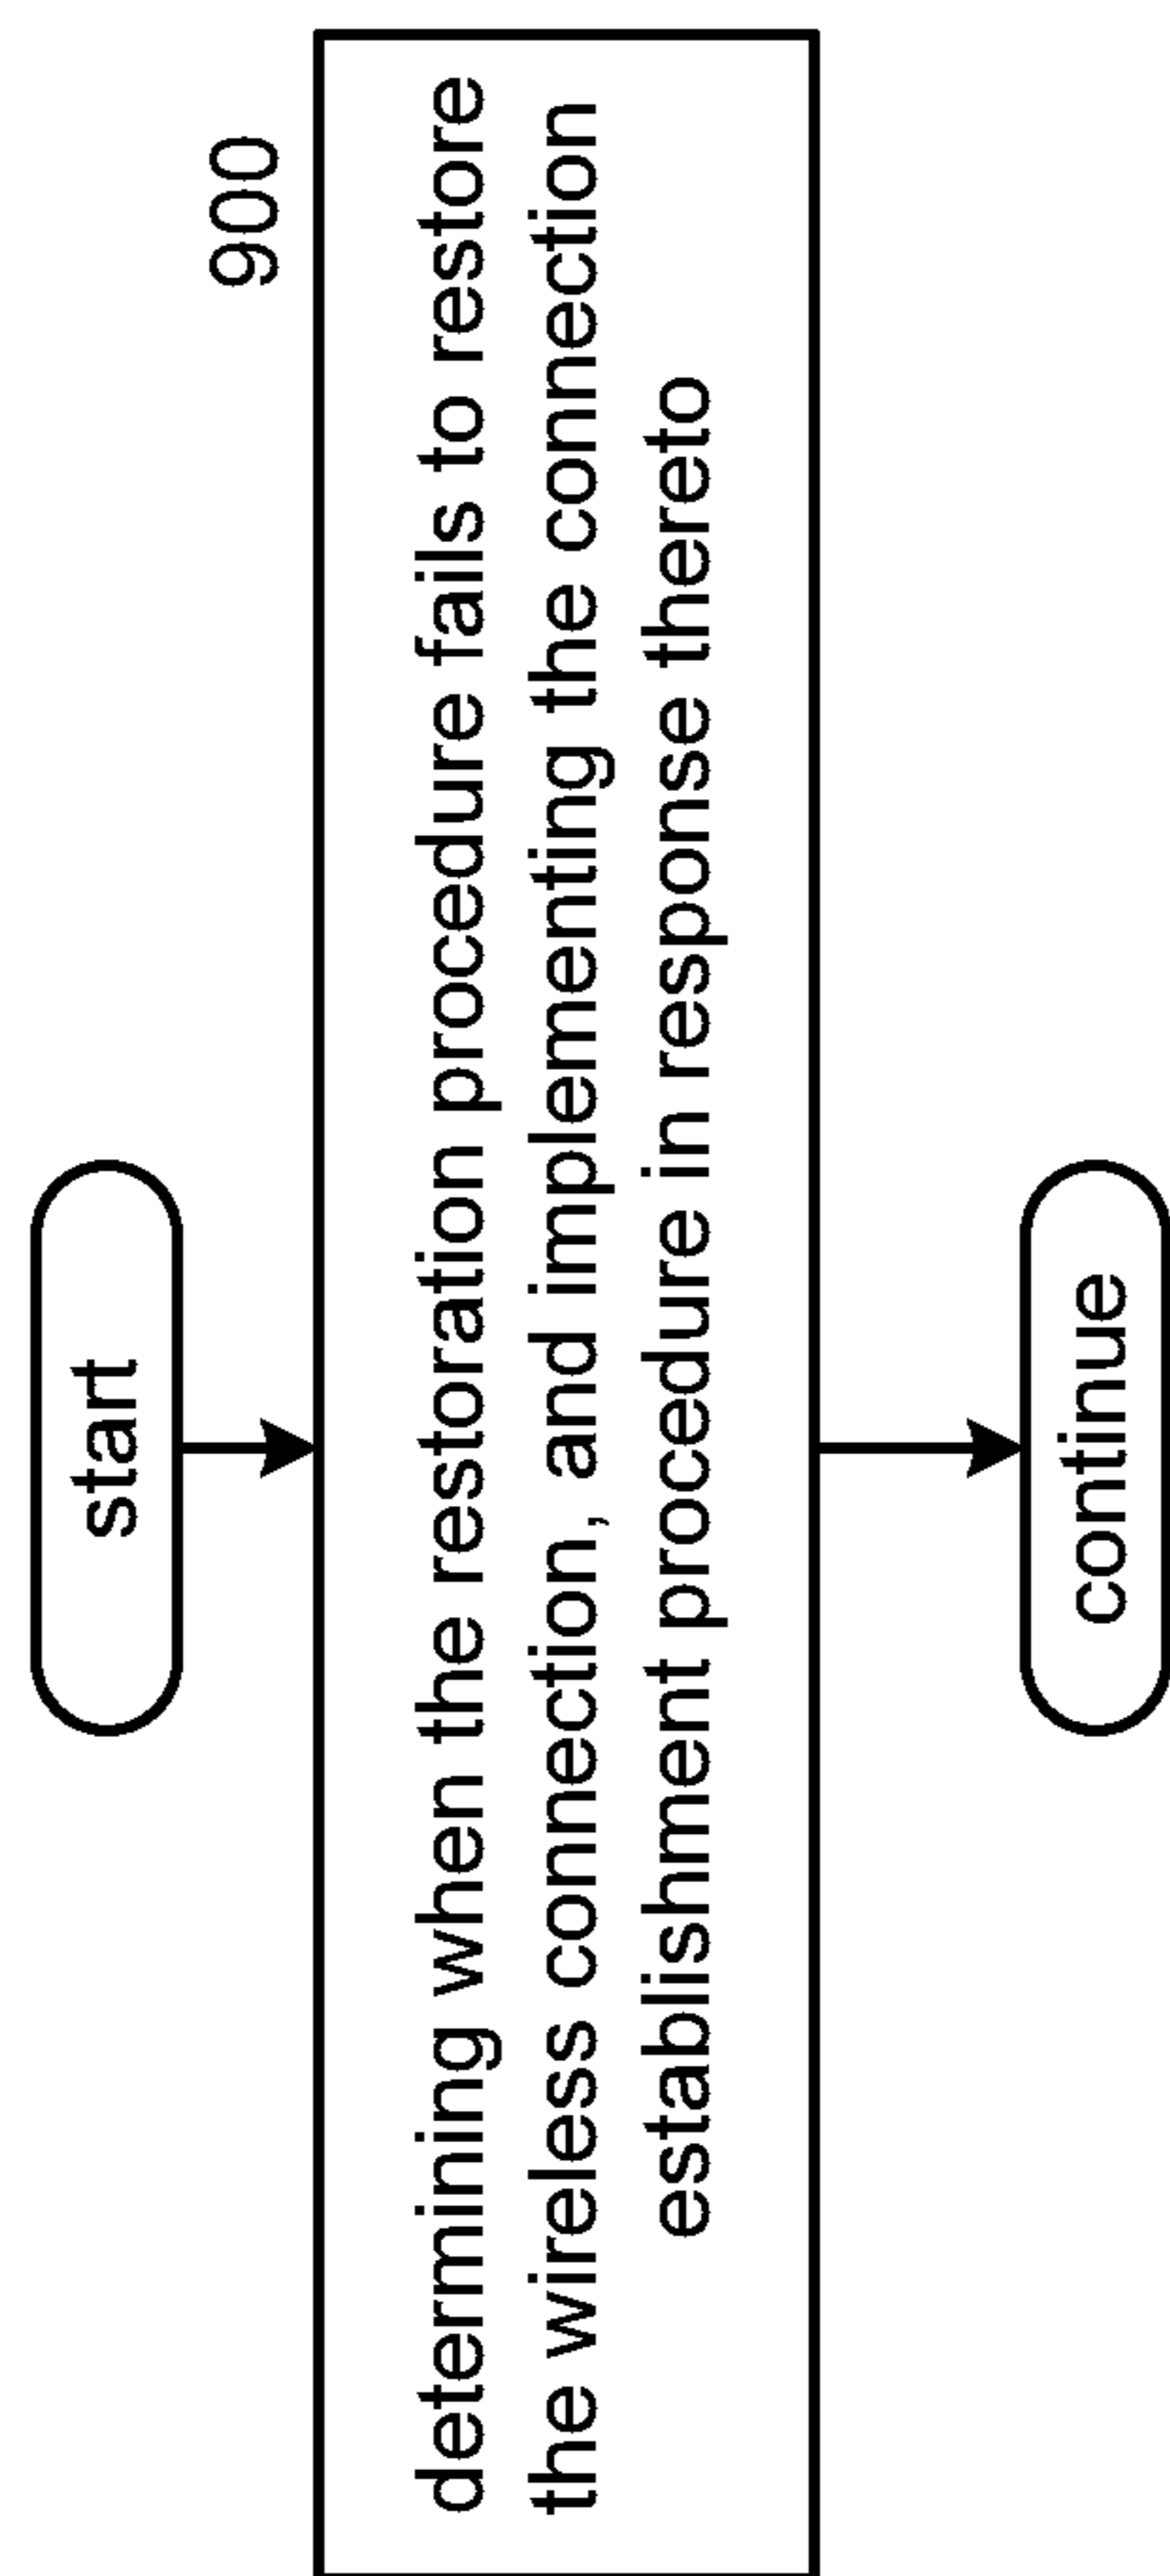 start
900
determining when the restoration procedure fails to restore
the wireless connection, and implementing the connection
establishment procedure in response thereto
continue